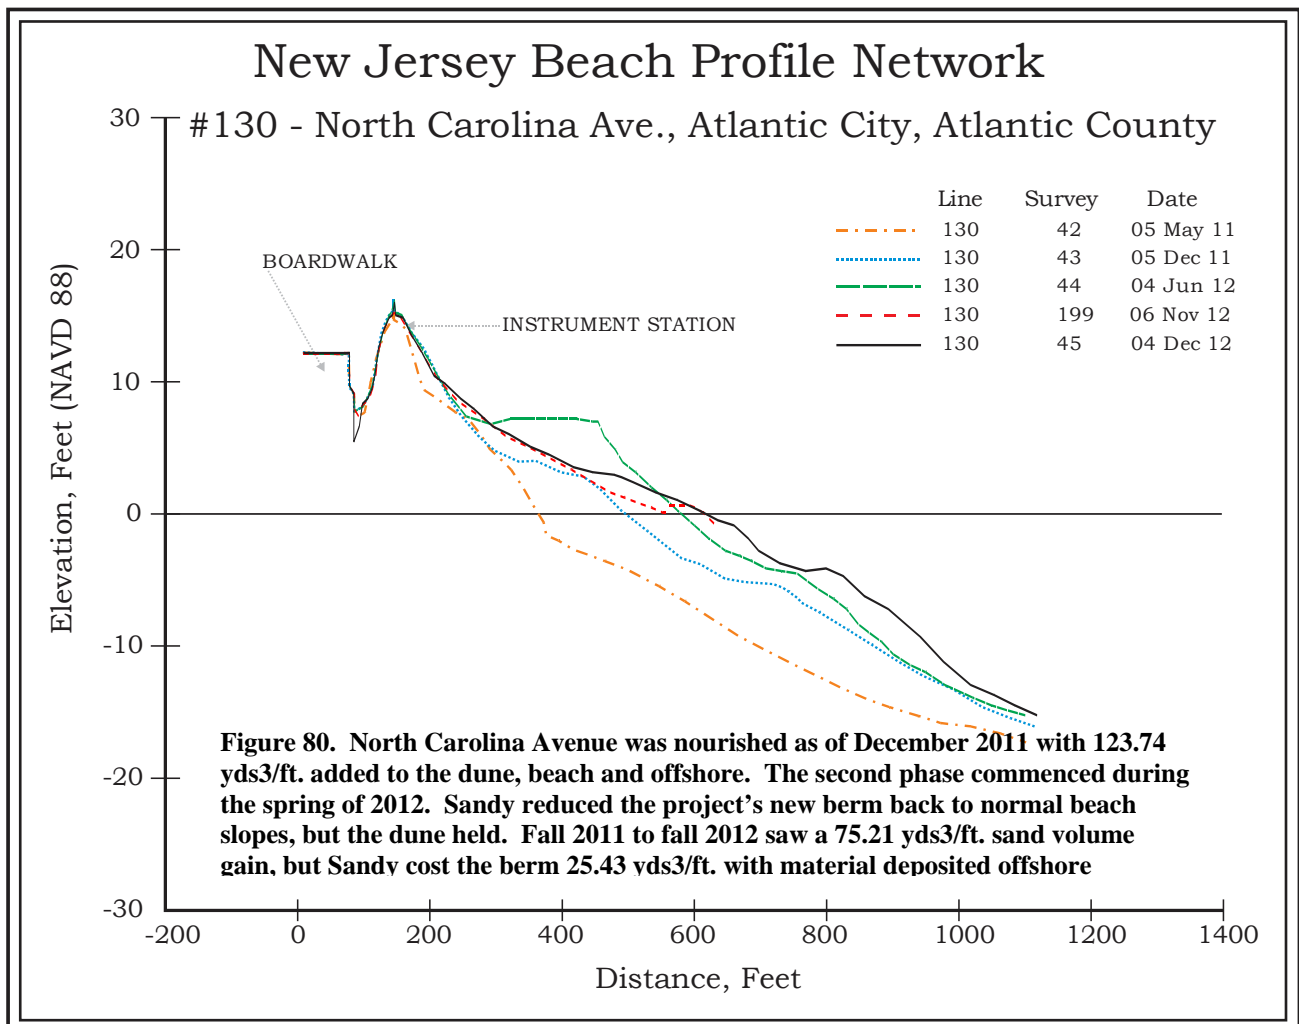 New Jersey Beach Profile Network
#130 - North Carolina Ave., Atlantic City, Atlantic County
Line Survey Date
130 42 05 May 11
130 43 05 Dec 11
130 44 04 Jun 12
130 199 06 Nov 12
130 45 04 Dec 12
BOARDWALK
INSTRUMENT STATION
Elevation, Feet (NAVD 88)
30
20
10
0
-10
-20
-30
Figure 80. North Carolina Avenue was nourished as of December 2011 with 123.74
yds3/ft. added to the dune, beach and offshore. The second phase commenced during
the spring of 2012. Sandy reduced the project's new berm back to normal beach
slopes, but the dune held. Fall 2011 to fall 2012 saw a 75.21 yds3/ft. sand volume
gain, but Sandy cost the berm 25.43 yds3/ft. with material deposited offshore
-200 0 200 400 600 800 1000 1200 1400
Distance, Feet